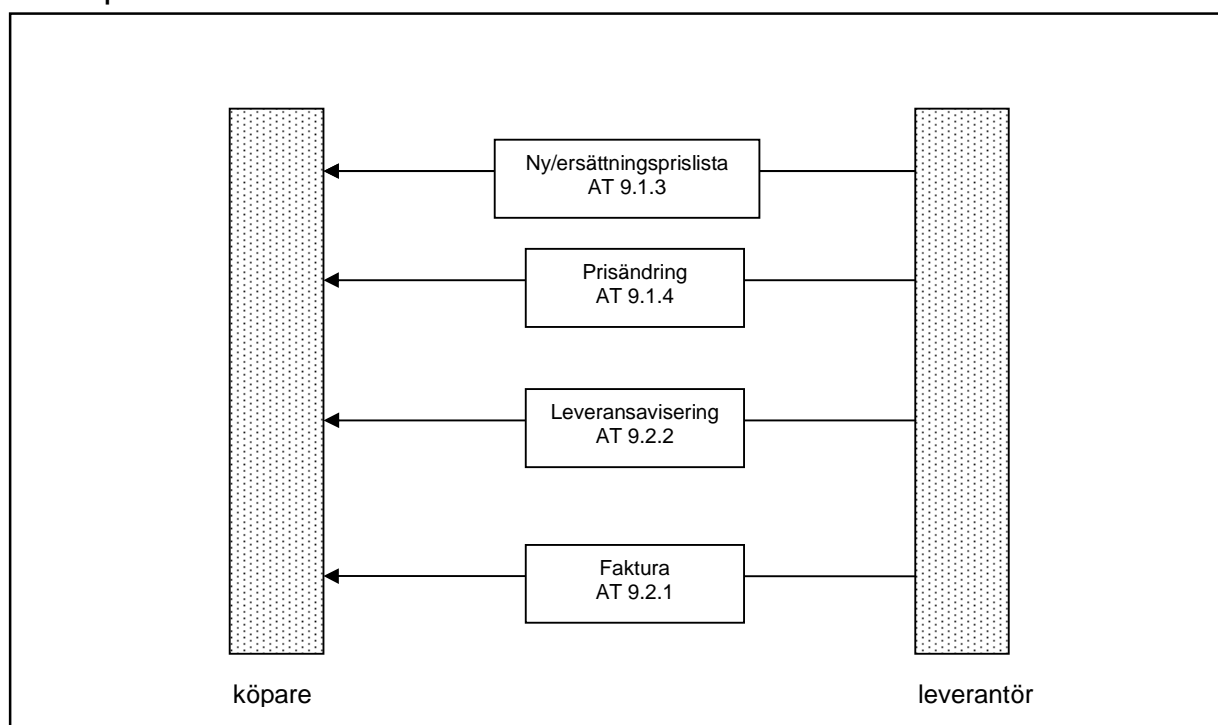 Ny/ersättningsprislista
AT 9.1.3
Prisändring
AT 9.1.4
Leveransavisering
AT 9.2.2
Faktura
AT 9.2.1
köpare
leverantör